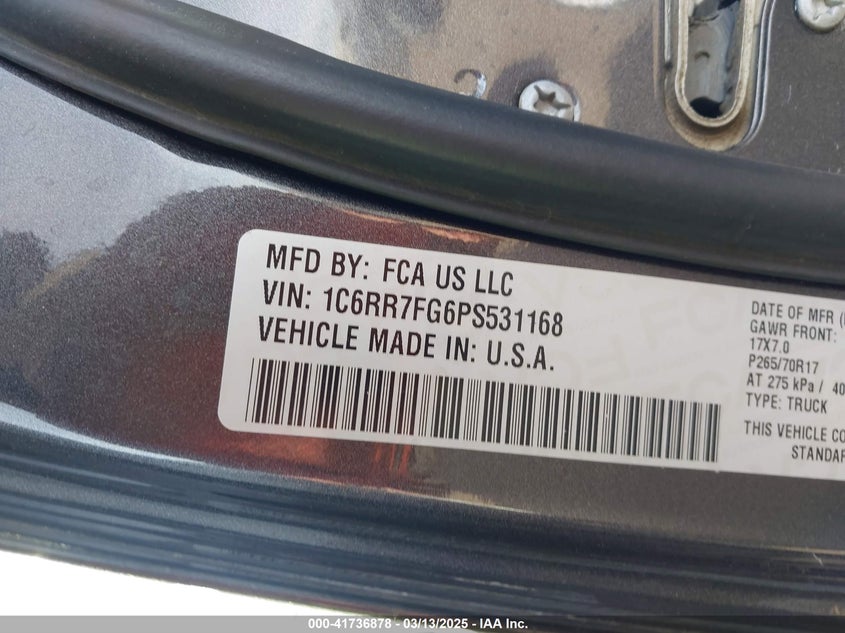 MFD BY: FCA US LLC
VIN: 1C6RR7FG6PS531168
VEHICLE MADE IN: U.S.A.
DATE OF MFR
GAWR FRONT:
17X7.0
P265/70R17
AT 275 kPa / 40
TYPE: TRUCK
THIS VEHICLE
STANDAR
000-41736878 - 03/13/2025 - IAA Inc.